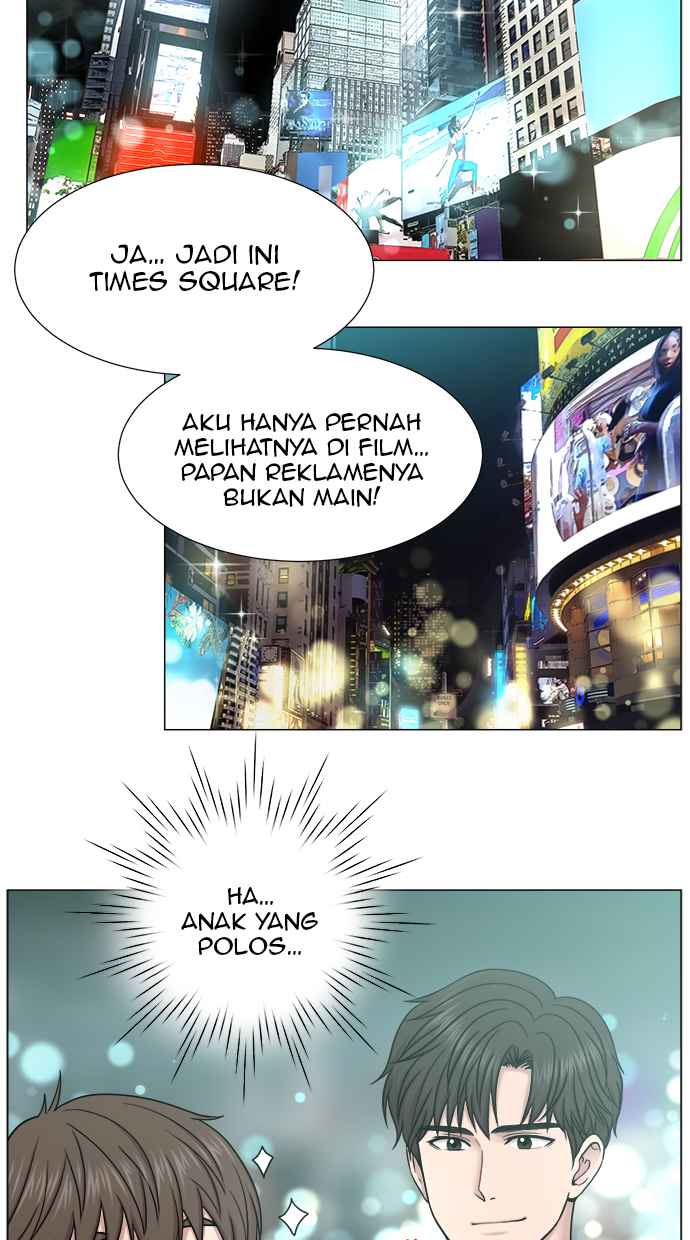 JA... JADI INI
TIMES SQUARE!
AKU HANYA PERNAH
MELIHATNYA DI FILM...
PAPAN REKLAMENYA
BUKAN MAIN!
HA...
ANAK YANG
POLOS...